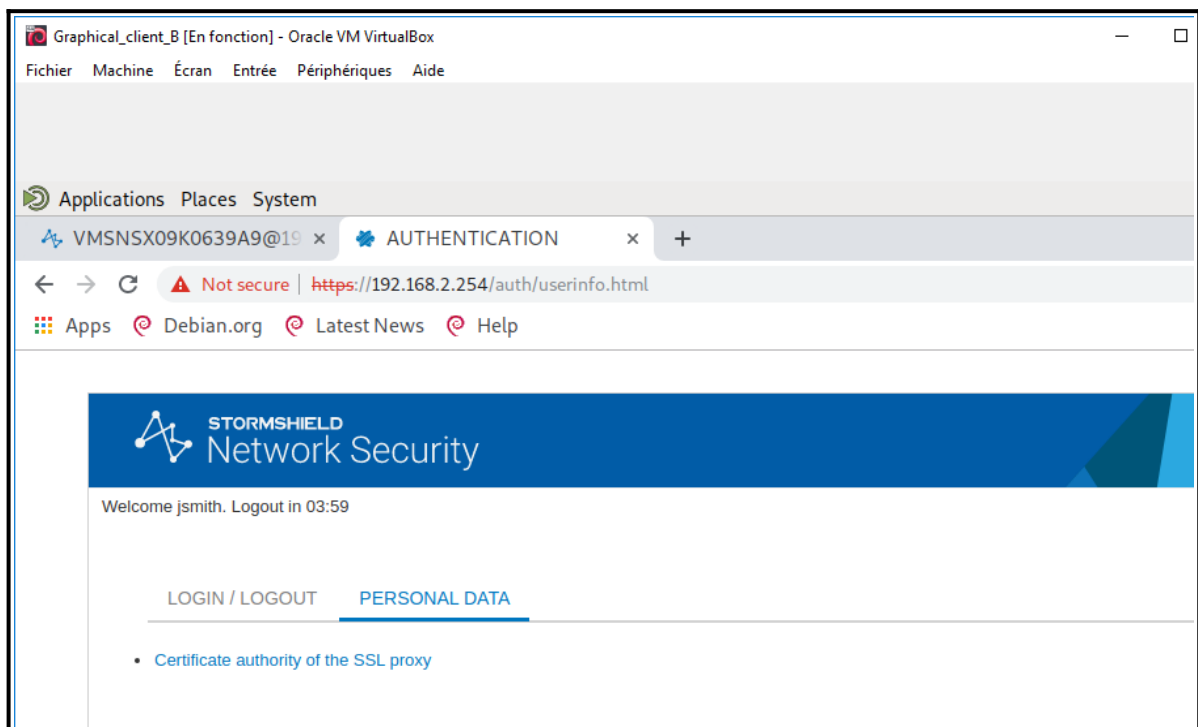 Graphical_client_B [En fonction] - Oracle VM VirtualBox
Fichier Machine Écran Entrée Périphériques Aide
Applications Places System
VMSNSX09K0639A9@19 AUTHENTICATION
Not secure | https://192.168.2.254/auth/userinfo.html
Apps Debian.org Latest News Help
STORMSHIELD
Network Security
Welcome jsmith. Logout in 03:59
LOGIN / LOGOUT PERSONAL DATA
• Certificate authority of the SSL proxy